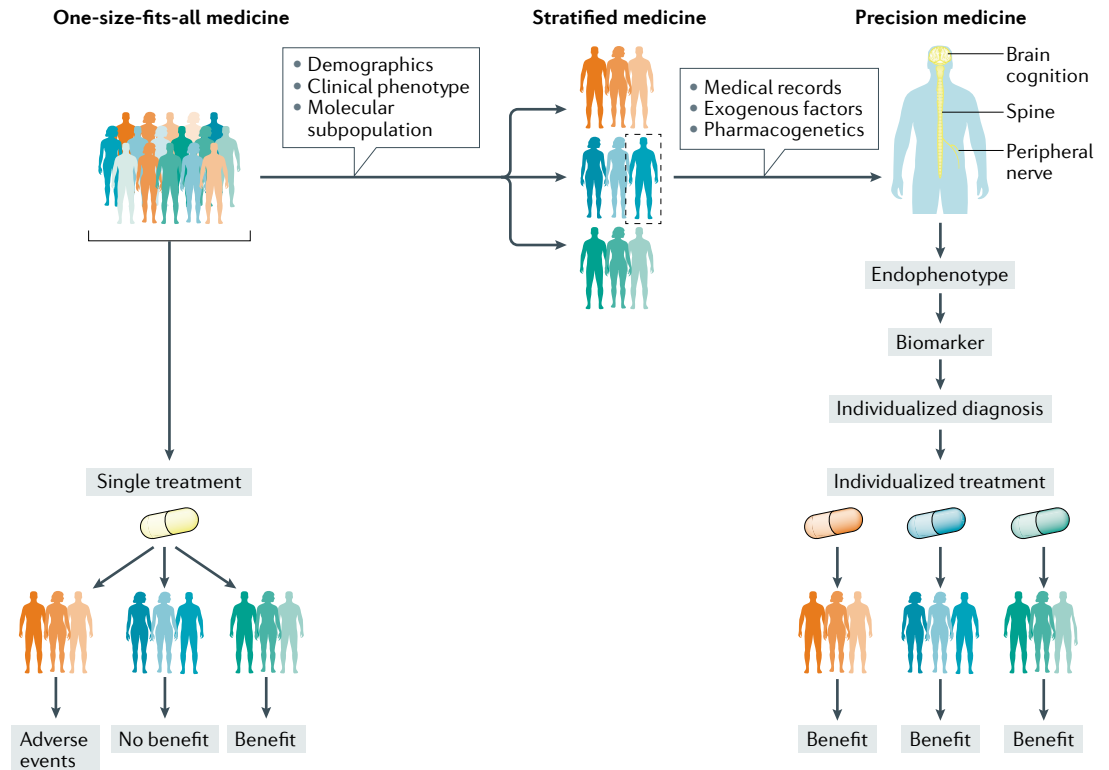 One-size-fits-all medicine
Stratified medicine
Precision medicine
• Demographics
• Clinical phenotype
• Molecular
subpopulation
• Medical records
• Exogenous factors
• Pharmacogenetics
Brain
cognition
Spine
Peripheral
nerve
Endophenotype
Biomarker
Individualized diagnosis
Single treatment
Individualized treatment
Adverse
events
No benefit
Benefit
Benefit
Benefit
Benefit